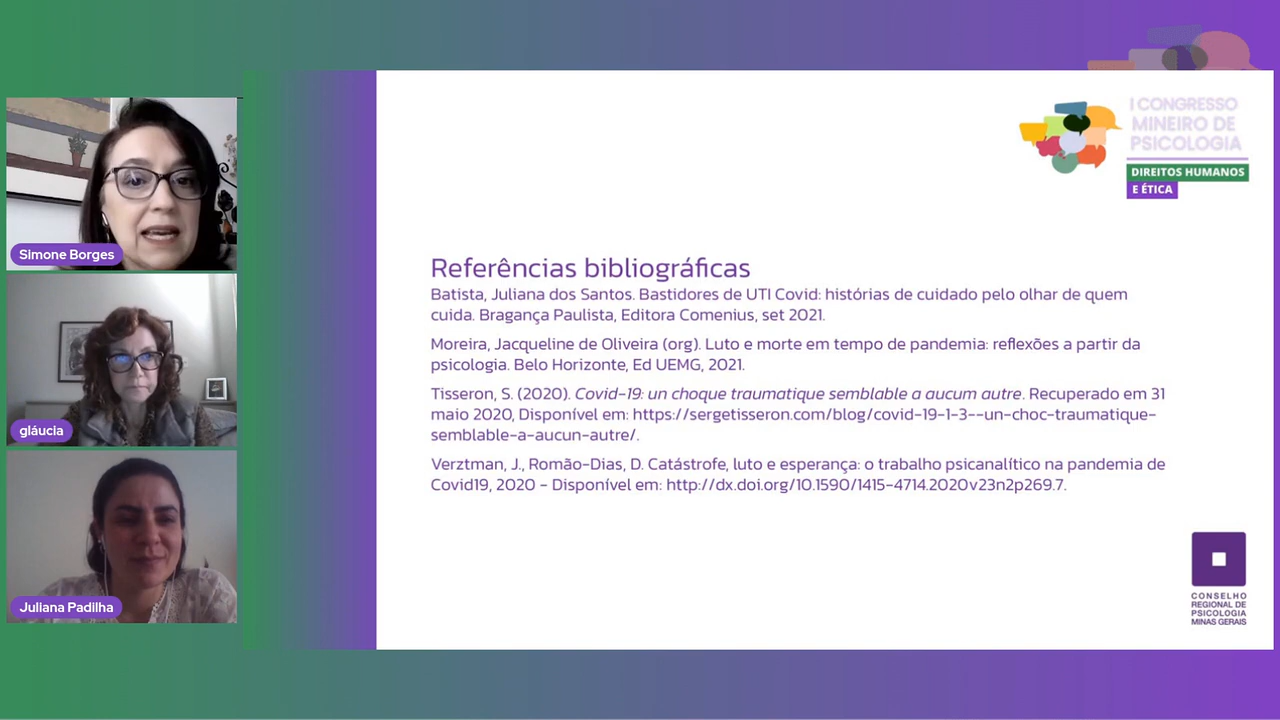 Simone Borges
gláucia
Juliana Padilha
I CONGRESSO
MINEIRO DE
PSICOLOGIA
DIREITOS HUMANOS
E ÉTICA
Referências bibliográficas
Batista, Juliana dos Santos. Bastidores de UTI Covid: histórias de cuidado pelo olhar de quem
cuida. Bragança Paulista, Editora Comenius, set 2021.
Moreira, Jacqueline de Oliveira (org). Luto e morte em tempo de pandemia: reflexões a partir da
psicologia. Belo Horizonte, Ed UEMG, 2021.
Tisseron, S. (2020). Covid-19: un choque traumatique semblable a aucum autre. Recuperado em 31
maio 2020, Disponível em: https://sergetisseron.com/blog/covid-19-1-3--un-choc-traumatique-
semblable-a-aucun-autre/.
Verztman, J., Romão-Dias, D. Catástrofe, luto e esperança: o trabalho psicanalítico na pandemia de
Covid19, 2020 - Disponível em: http://dx.doi.org/10.1590/1415-4714.2020v23n2p269.7.
CONSELHO
REGIONAL DE
PSICOLOGIA
MINAS GERAIS